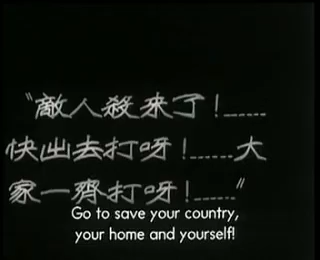 “敵人殺來了！......
快出去打呀！......大
家一齊打呀！......”
Go to save your country,
your home and yourself!